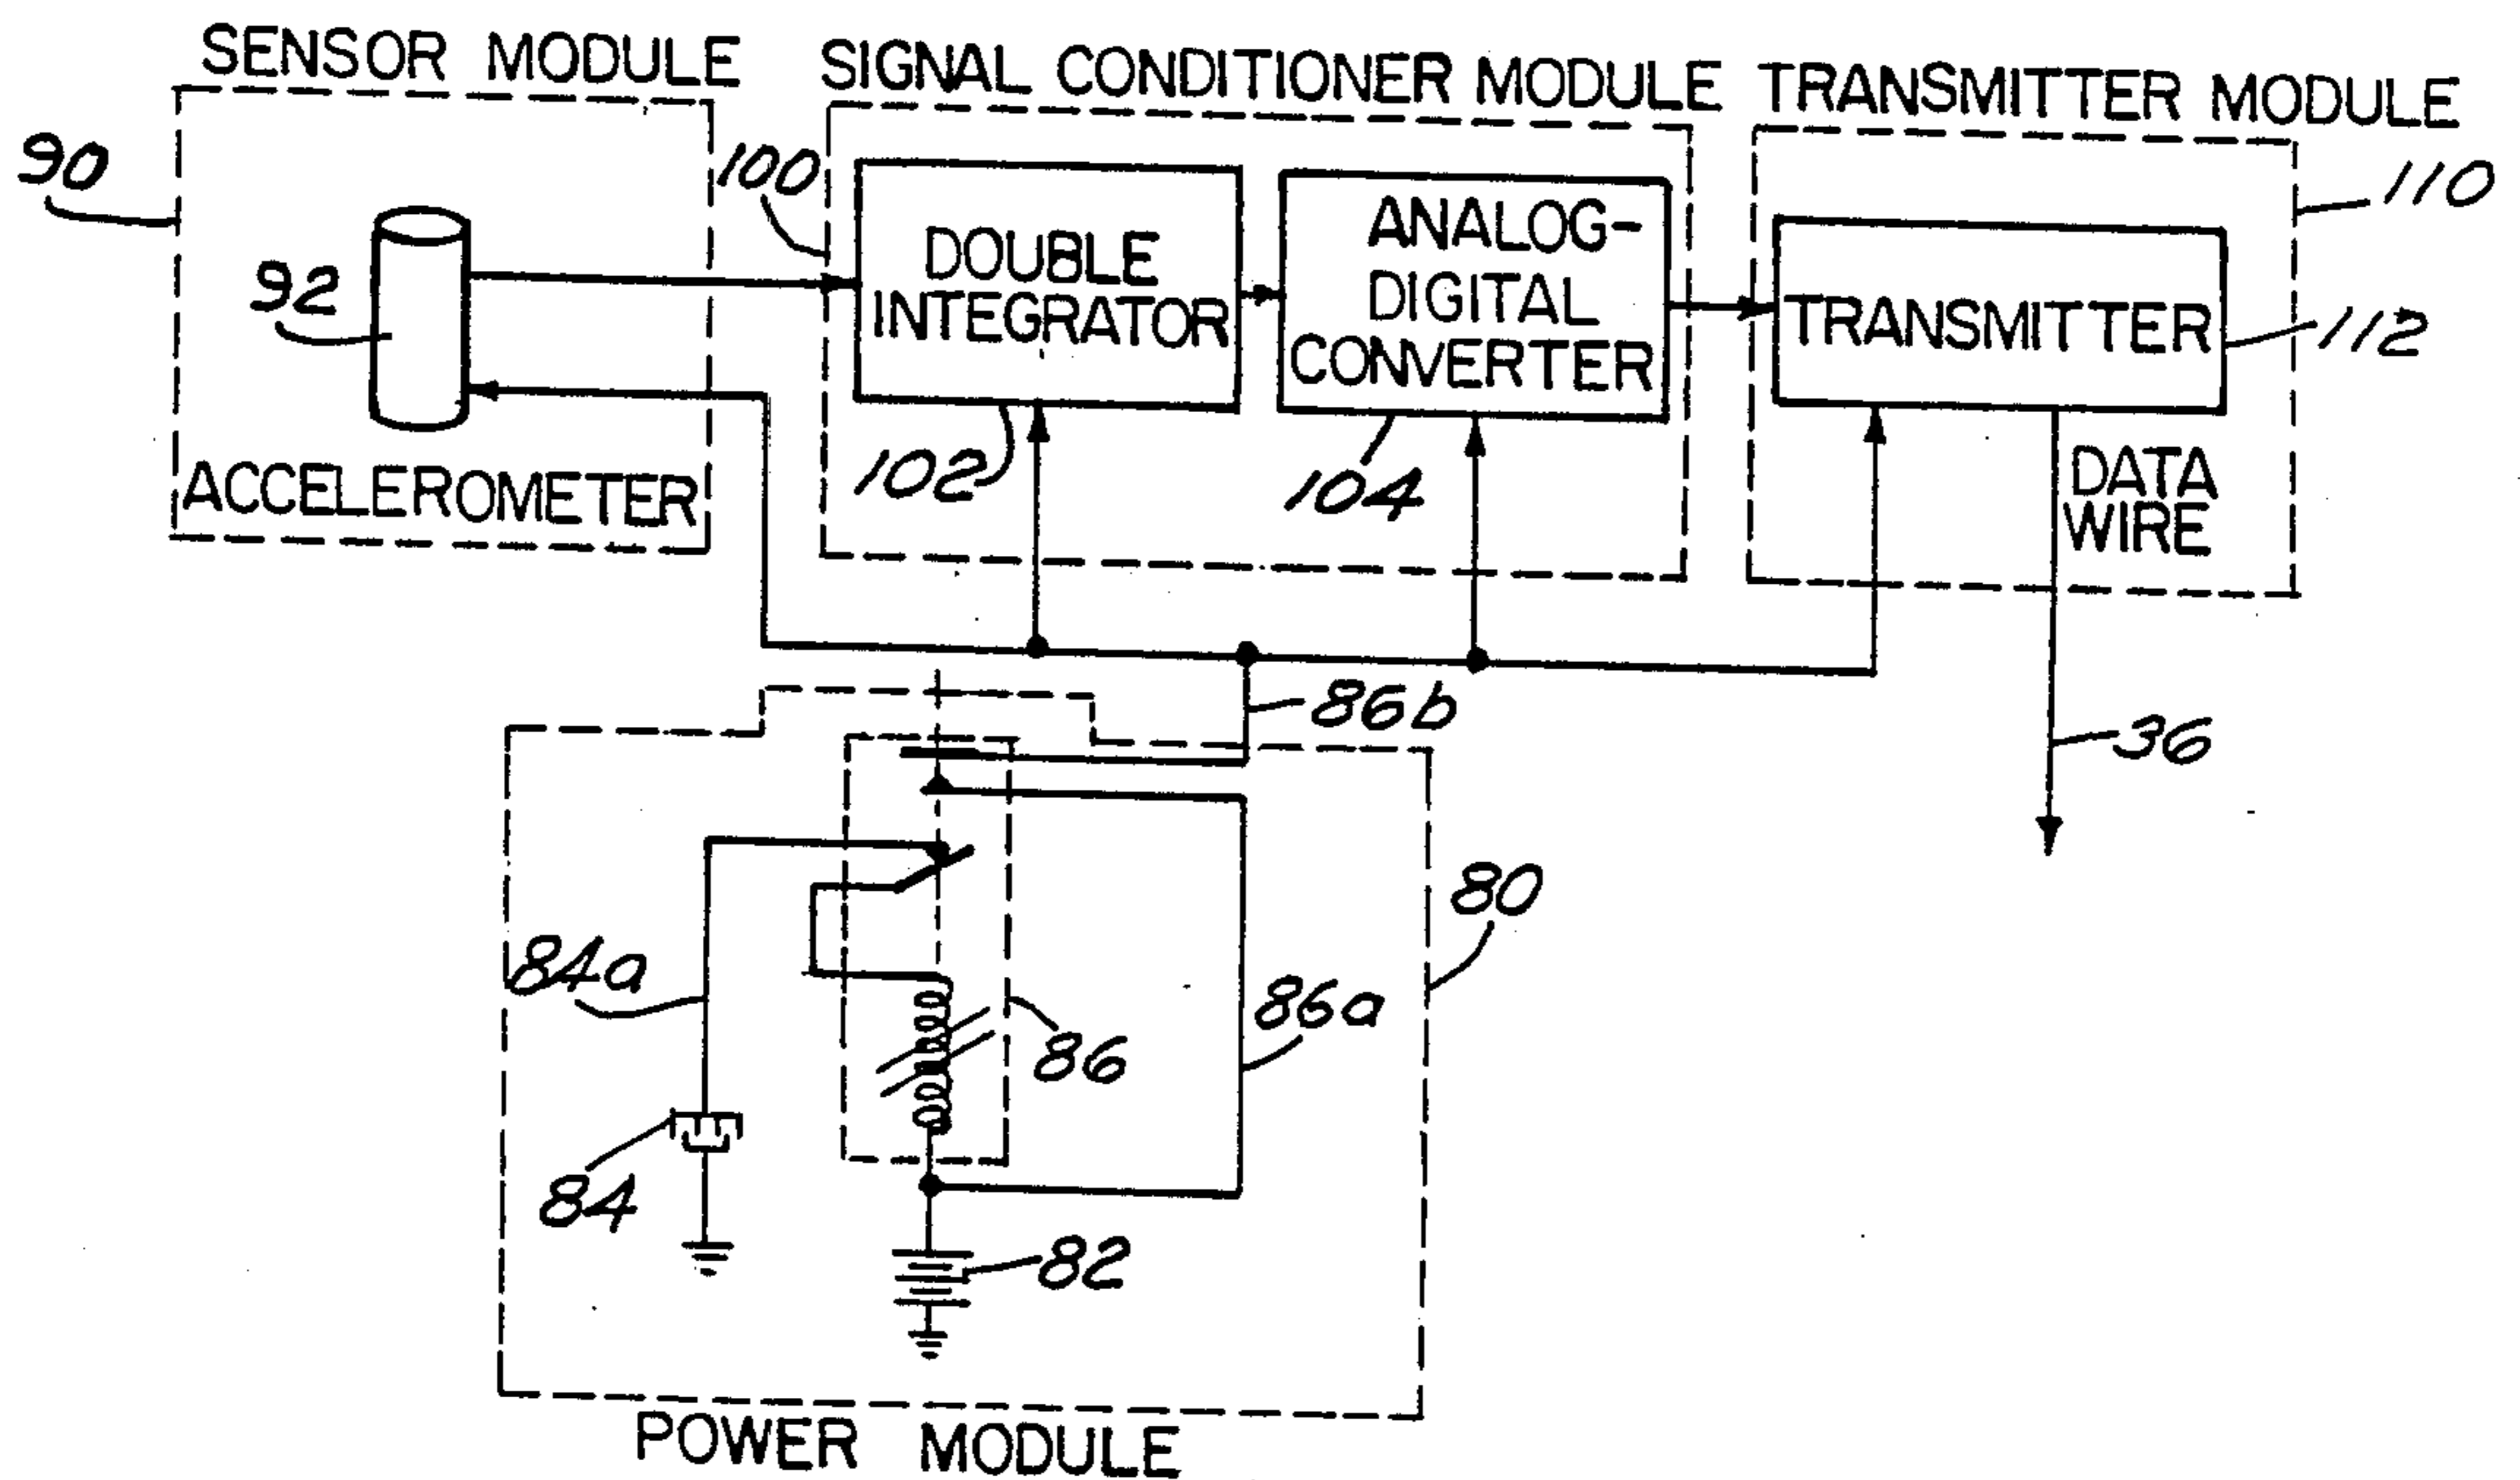 SENSOR MODULE
SIGNAL CONDITIONER MODULE
TRANSMITTER MODULE
90
100
110
92
DOUBLE
INTEGRATOR
ANALOG-
DIGITAL
CONVERTER
TRANSMITTER
112
ACCELEROMETER
102
104
DATA
WIRE
86b
36
80
84a
86
86a
84
82
POWER MODULE